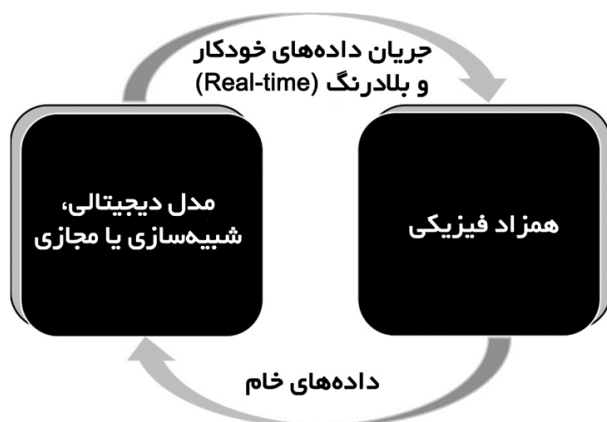 جریان داده‌های خودکار
و بلادرنگ (Real-time)
همزاد فیزیکی
مدل دیجیتالی،
شبیه‌سازی یا مجازی
داده‌های خام